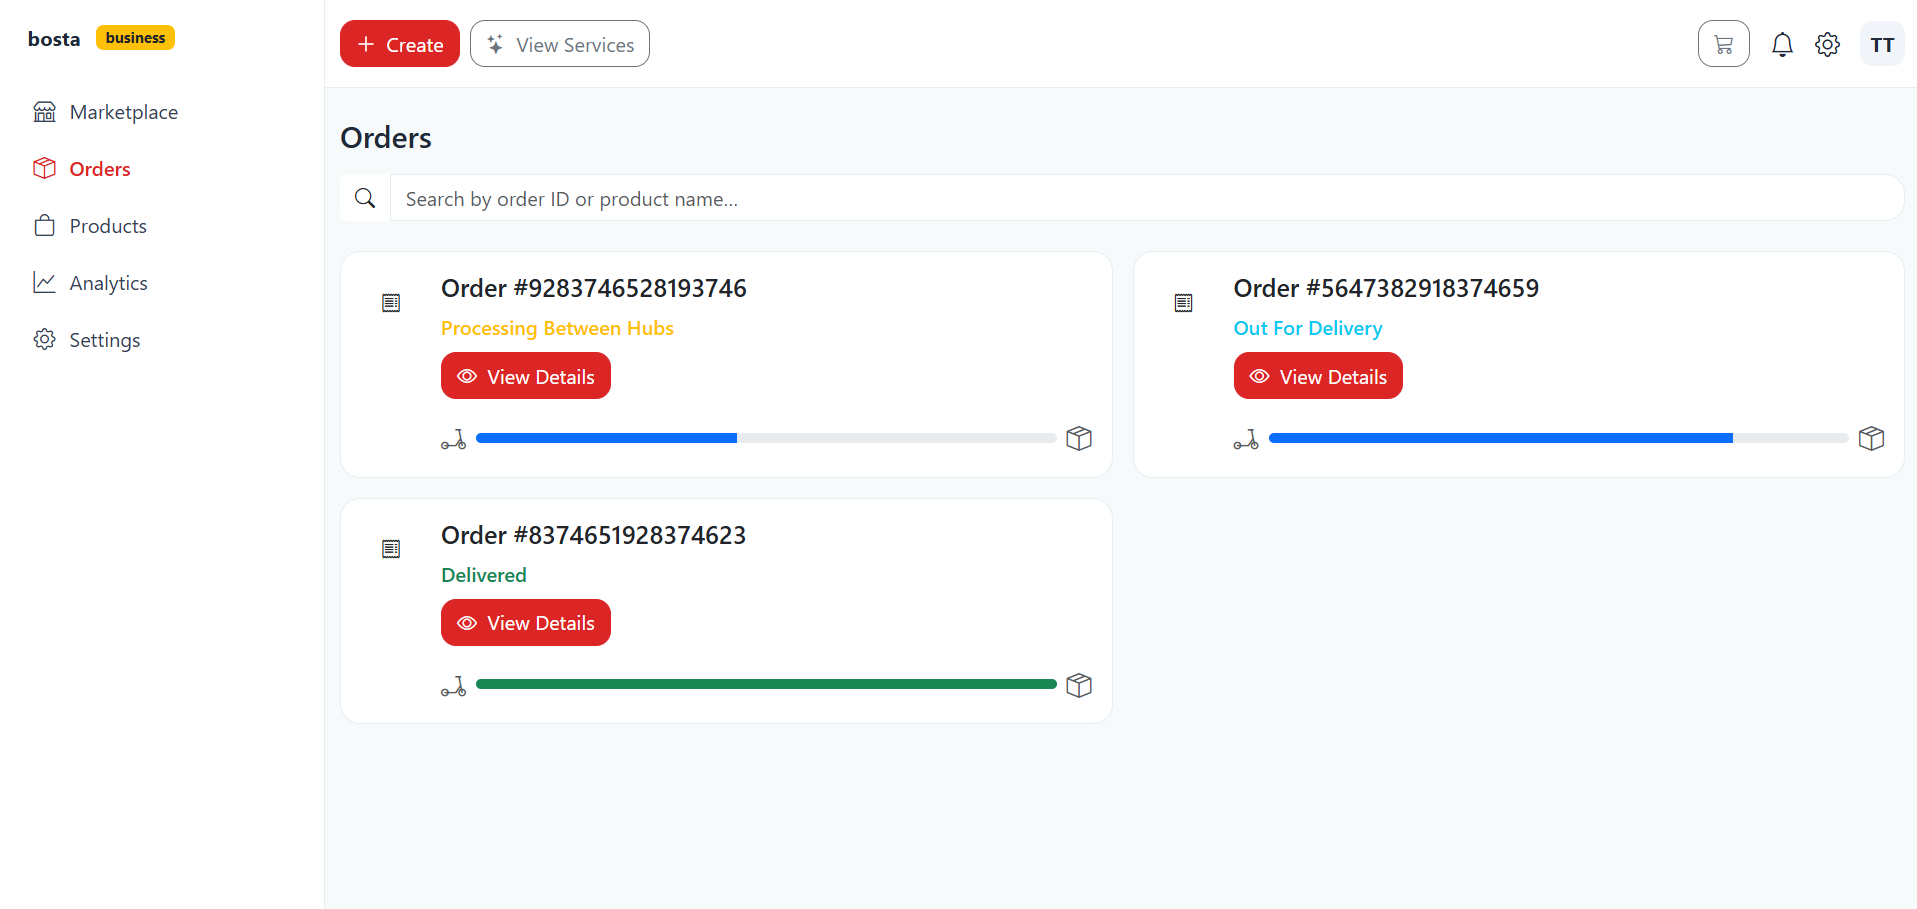 bosta business
Marketplace
Orders
Products
Analytics
Settings
Create
View Services
TT
Orders
Search by order ID or product name...
Order #9283746528193746
Processing Between Hubs
View Details
Order #5647382918374659
Out For Delivery
View Details
Order #8374651928374623
Delivered
View Details